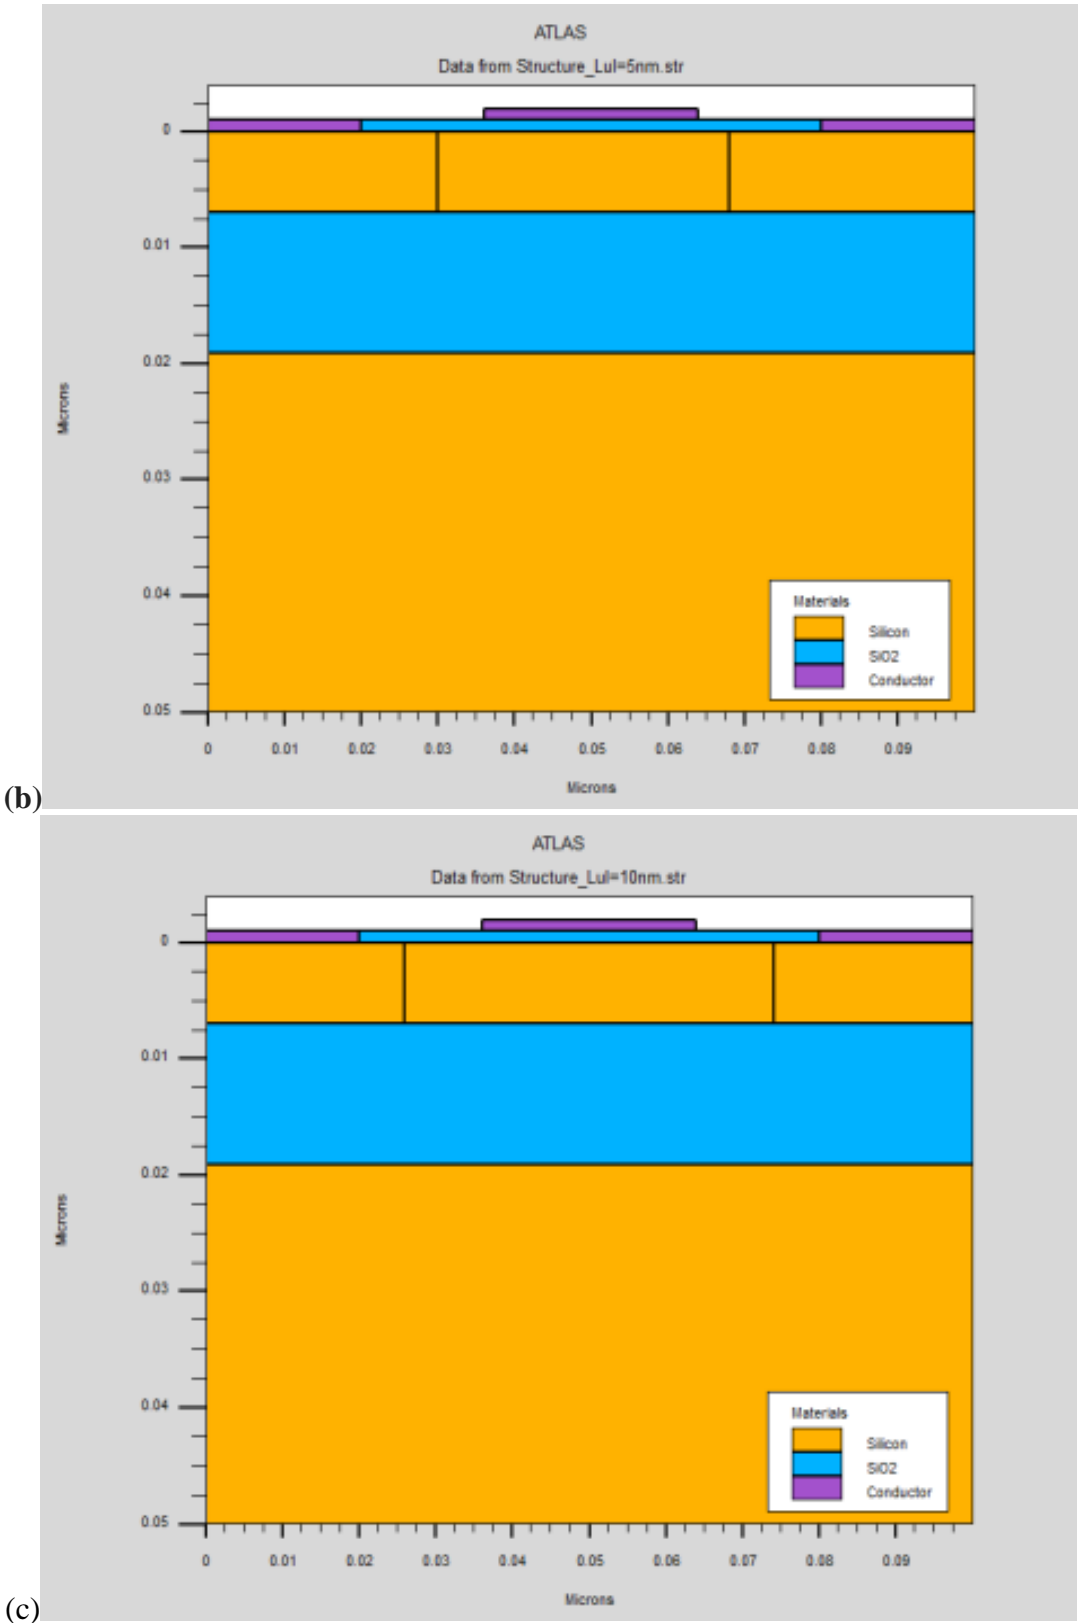 ATLAS
Data from Structure_Lul=5nm.str
0
0.01
0.02
0.03
0.04
0.05
Microns
Materials
Silicon
SiO2
Conductor
0 0.01 0.02 0.03 0.04 0.05 0.06 0.07 0.08 0.09
Microns
(b)
ATLAS
Data from Structure_Lul=10nm.str
0
0.01
0.02
0.03
0.04
0.05
Microns
Materials
Silicon
SiO2
Conductor
0 0.01 0.02 0.03 0.04 0.05 0.06 0.07 0.08 0.09
Microns
(c)